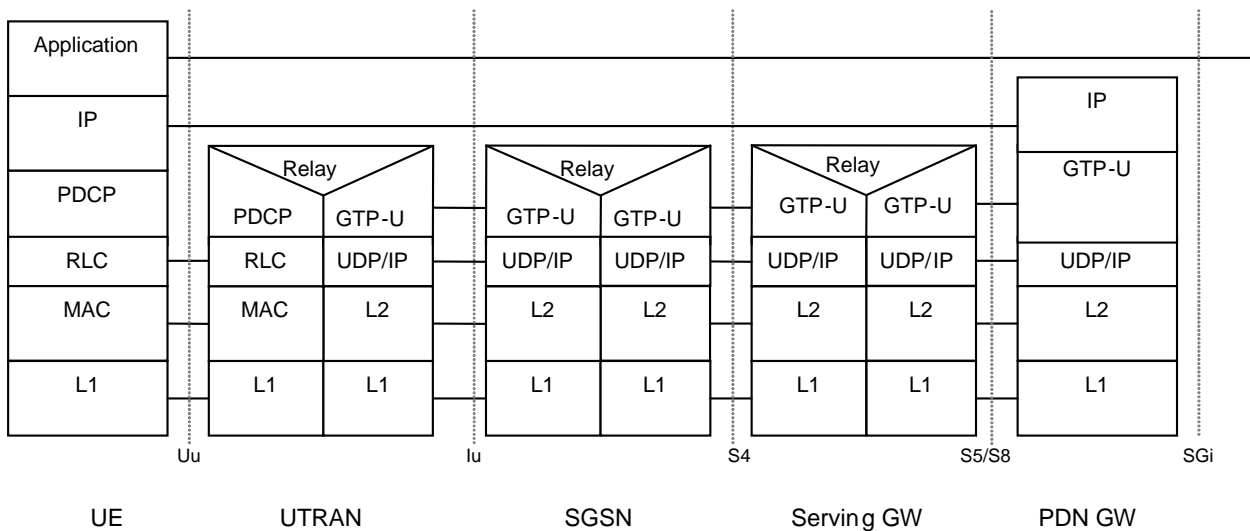 Application
IP
PDCP
RLC
MAC
L1
Relay
PDCP
GTP-U
RLC
UDP/IP
MAC
L2
L1
L1
Relay
GTP-U
GTP-U
UDP/IP
UDP/IP
L2
L2
L1
L1
Relay
GTP-U
GTP-U
UDP/IP
UDP/IP
L2
L2
L1
L1
IP
GTP-U
UDP/IP
L2
L1
Uu
Iu
S4
S5/S8
SGi
UE
UTRAN
SGSN
Serving GW
PDN GW